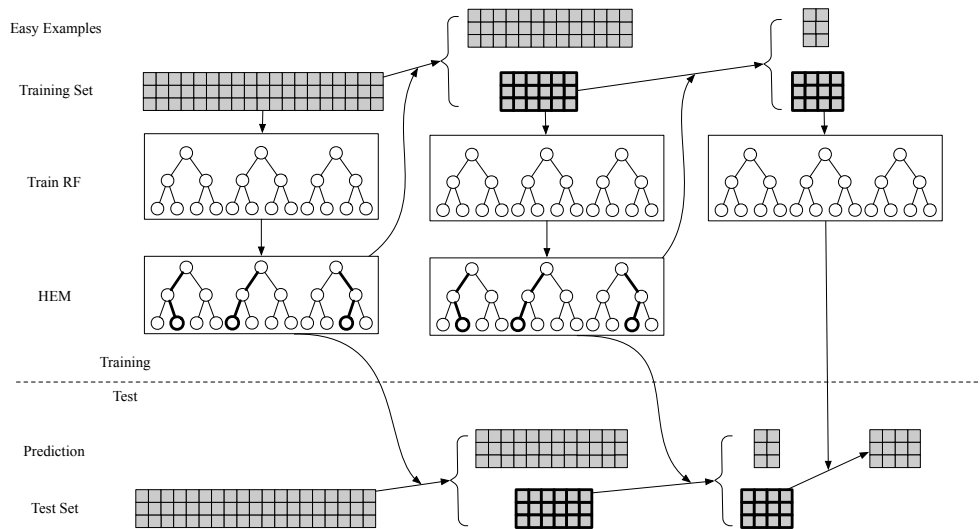 Easy Examples
Training Set
Train RF
HEM
Training
Test
Prediction
Test Set